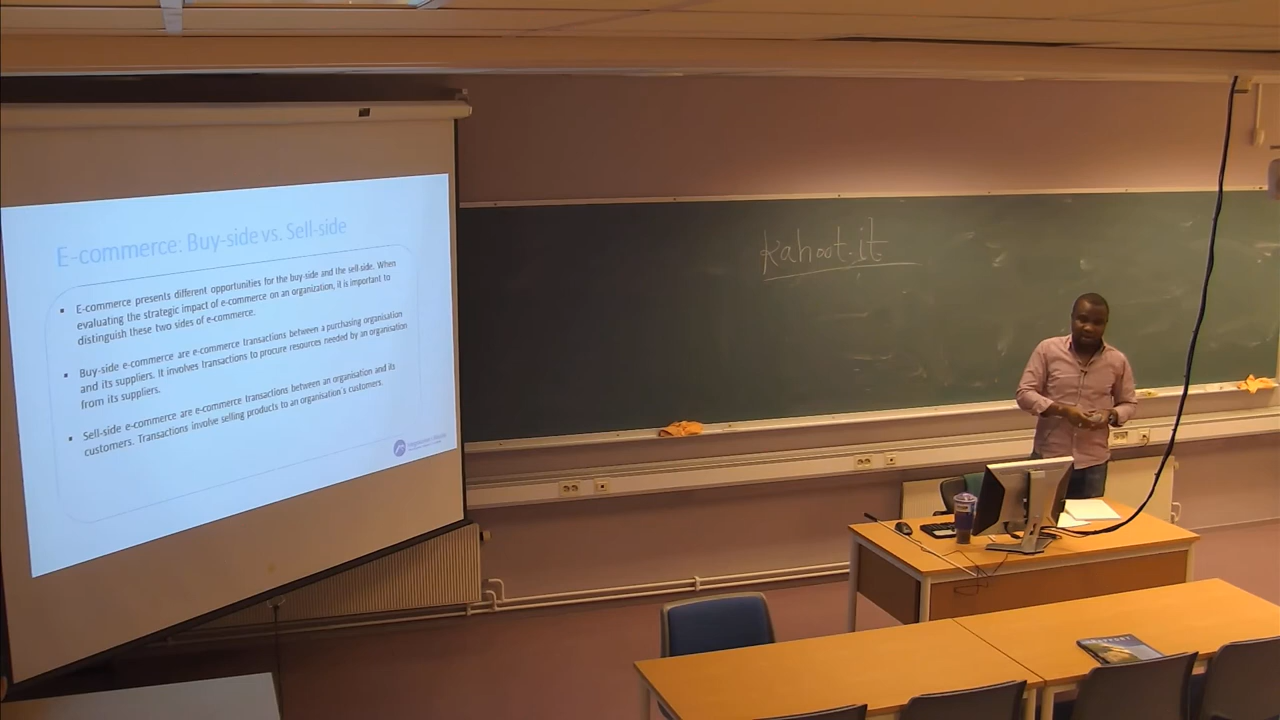 E-commerce: Buy-side vs. Sell-side
▪ E-commerce presents different opportunities for the buy-side and the sell-side. When
evaluating the strategic impact of e-commerce on an organization, it is important to
distinguish these two sides of e-commerce.
▪ Buy-side e-commerce are e-commerce transactions between a purchasing organisation
and its suppliers. It involves transactions to procure resources needed by an organisation
from its suppliers.
▪ Sell-side e-commerce are e-commerce transactions between an organisation and its
customers. Transactions involve selling products to an organisation's customers.
kahoot.it